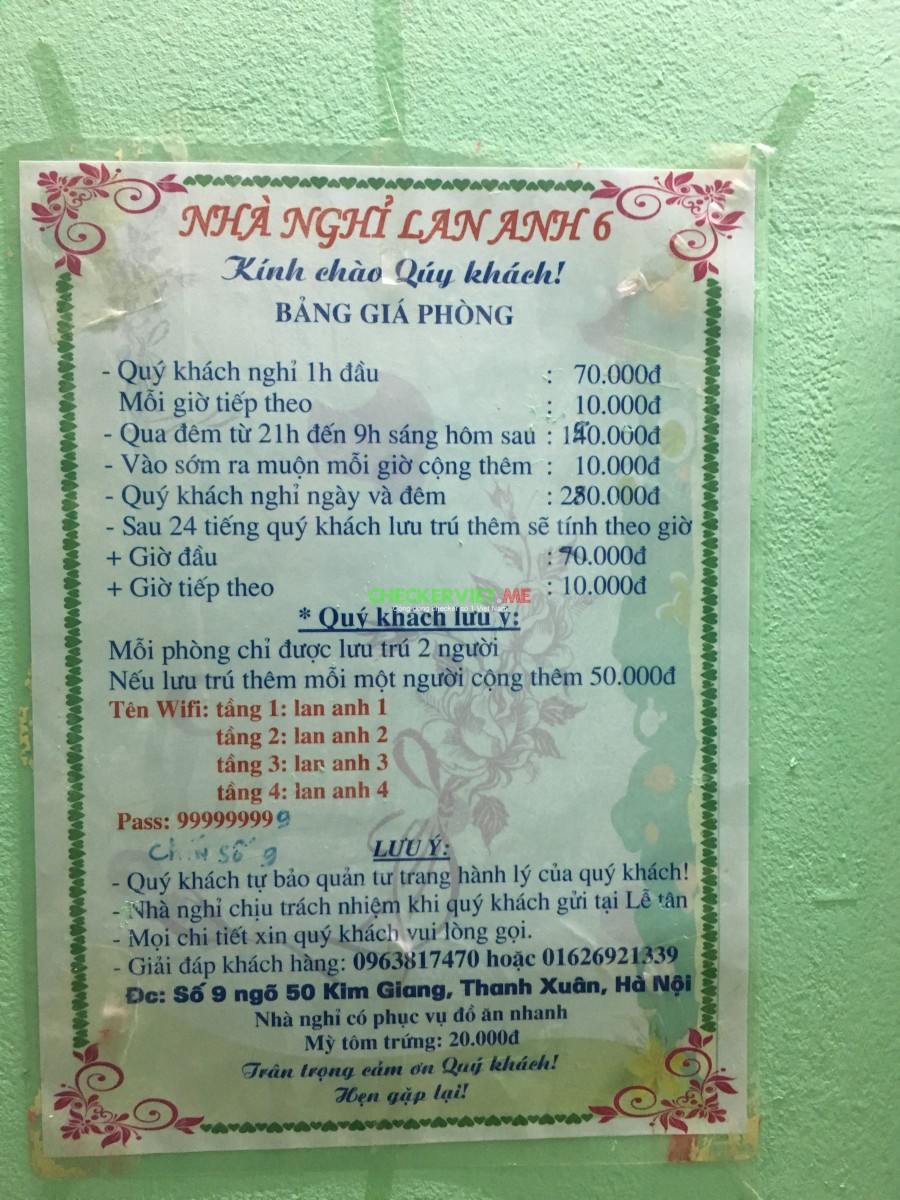 NHÀ NGHỈ LAN ANH 6
Kính chào Qúy khách!
BẢNG GIÁ PHÒNG
- Quý khách nghỉ 1h đầu : 70.000đ
Mỗi giờ tiếp theo : 10.000đ
- Qua đêm từ 21h đến 9h sáng hôm sau :
- Vào sớm ra muộn mỗi giờ cộng thêm : 10.000đ
- Quý khách nghỉ ngày và đêm :
- Sau 24 tiếng quý khách lưu trú thêm sẽ tính theo giờ
+ Giờ đầu : 70.000đ
+ Giờ tiếp theo : 10.000đ
CHECKERVIET.ME
Cộng đồng checker số 1 Việt Nam
* Quý khách lưu ý:
Mỗi phòng chỉ được lưu trú 2 người
Nếu lưu trú thêm mỗi một người cộng thêm 50.000đ
Tên Wifi: tầng 1: lan anh 1
tầng 2: lan anh 2
tầng 3: lan anh 3
tầng 4: lan anh 4
Pass: 999999999
Chín số 9
LƯU Ý:
- Quý khách tự bảo quản tư trang hành lý của quý khách!
- Nhà nghỉ chịu trách nhiệm khi quý khách gửi tại Lễ tân
- Mọi chi tiết xin quý khách vui lòng gọi.
- Giải đáp khách hàng: 0963817470 hoặc 01626921339
Đc: Số 9 ngõ 50 Kim Giang, Thanh Xuân, Hà Nội
Nhà nghỉ có phục vụ đồ ăn nhanh
Mỳ tôm trứng: 20.000đ
Trân trọng cảm ơn Quý khách!
Hẹn gặp lại!